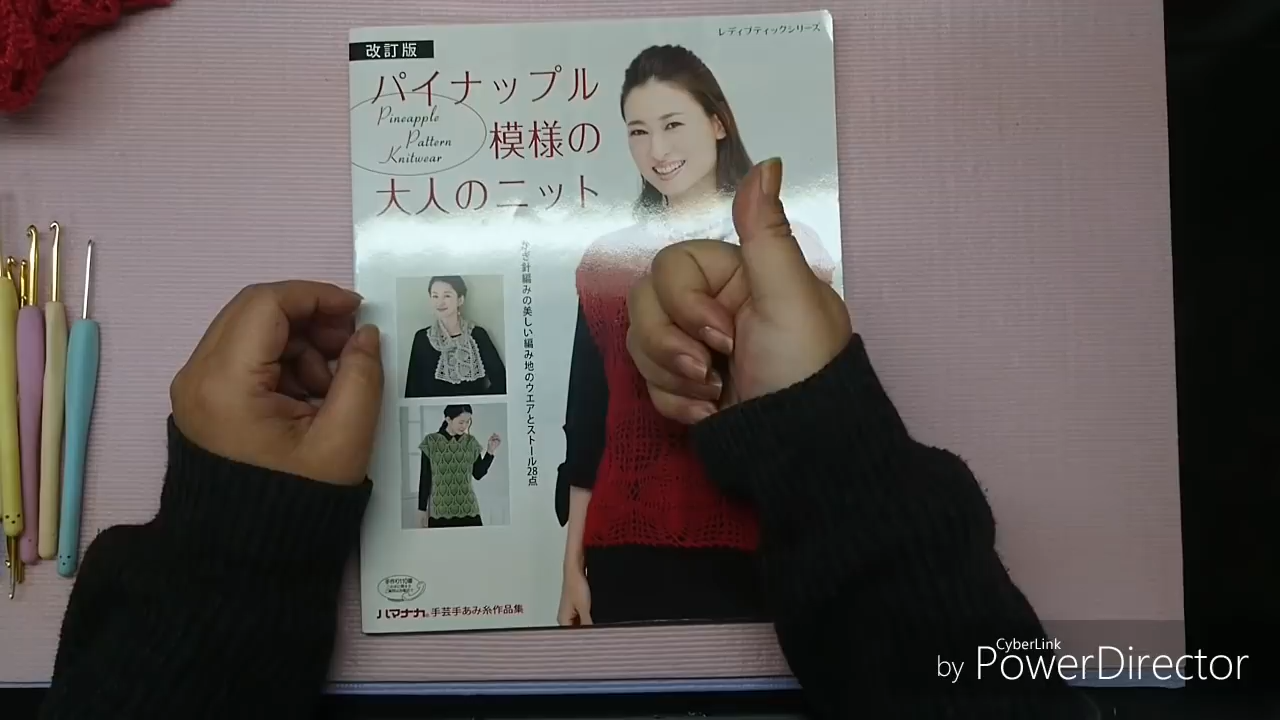 レディブティックシリーズ
改訂版
パイナップル
Pineapple
Pattern
Knitwear
模様の
大人のニット
かぎ針編みの美しい編み地のウエアとストール28点
ハマナカ® 手芸手あみ糸作品集
CyberLink
by PowerDirector